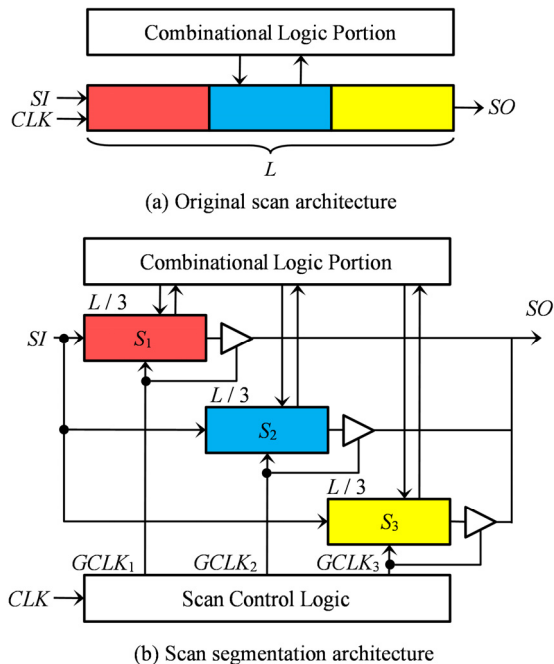 Combinational Logic Portion
SI
CLK
SO
L
(a) Original scan architecture
Combinational Logic Portion
L / 3
SI
S1
SO
L / 3
S2
L / 3
S3
GCLK1
GCLK2
GCLK3
CLK
Scan Control Logic
(b) Scan segmentation architecture